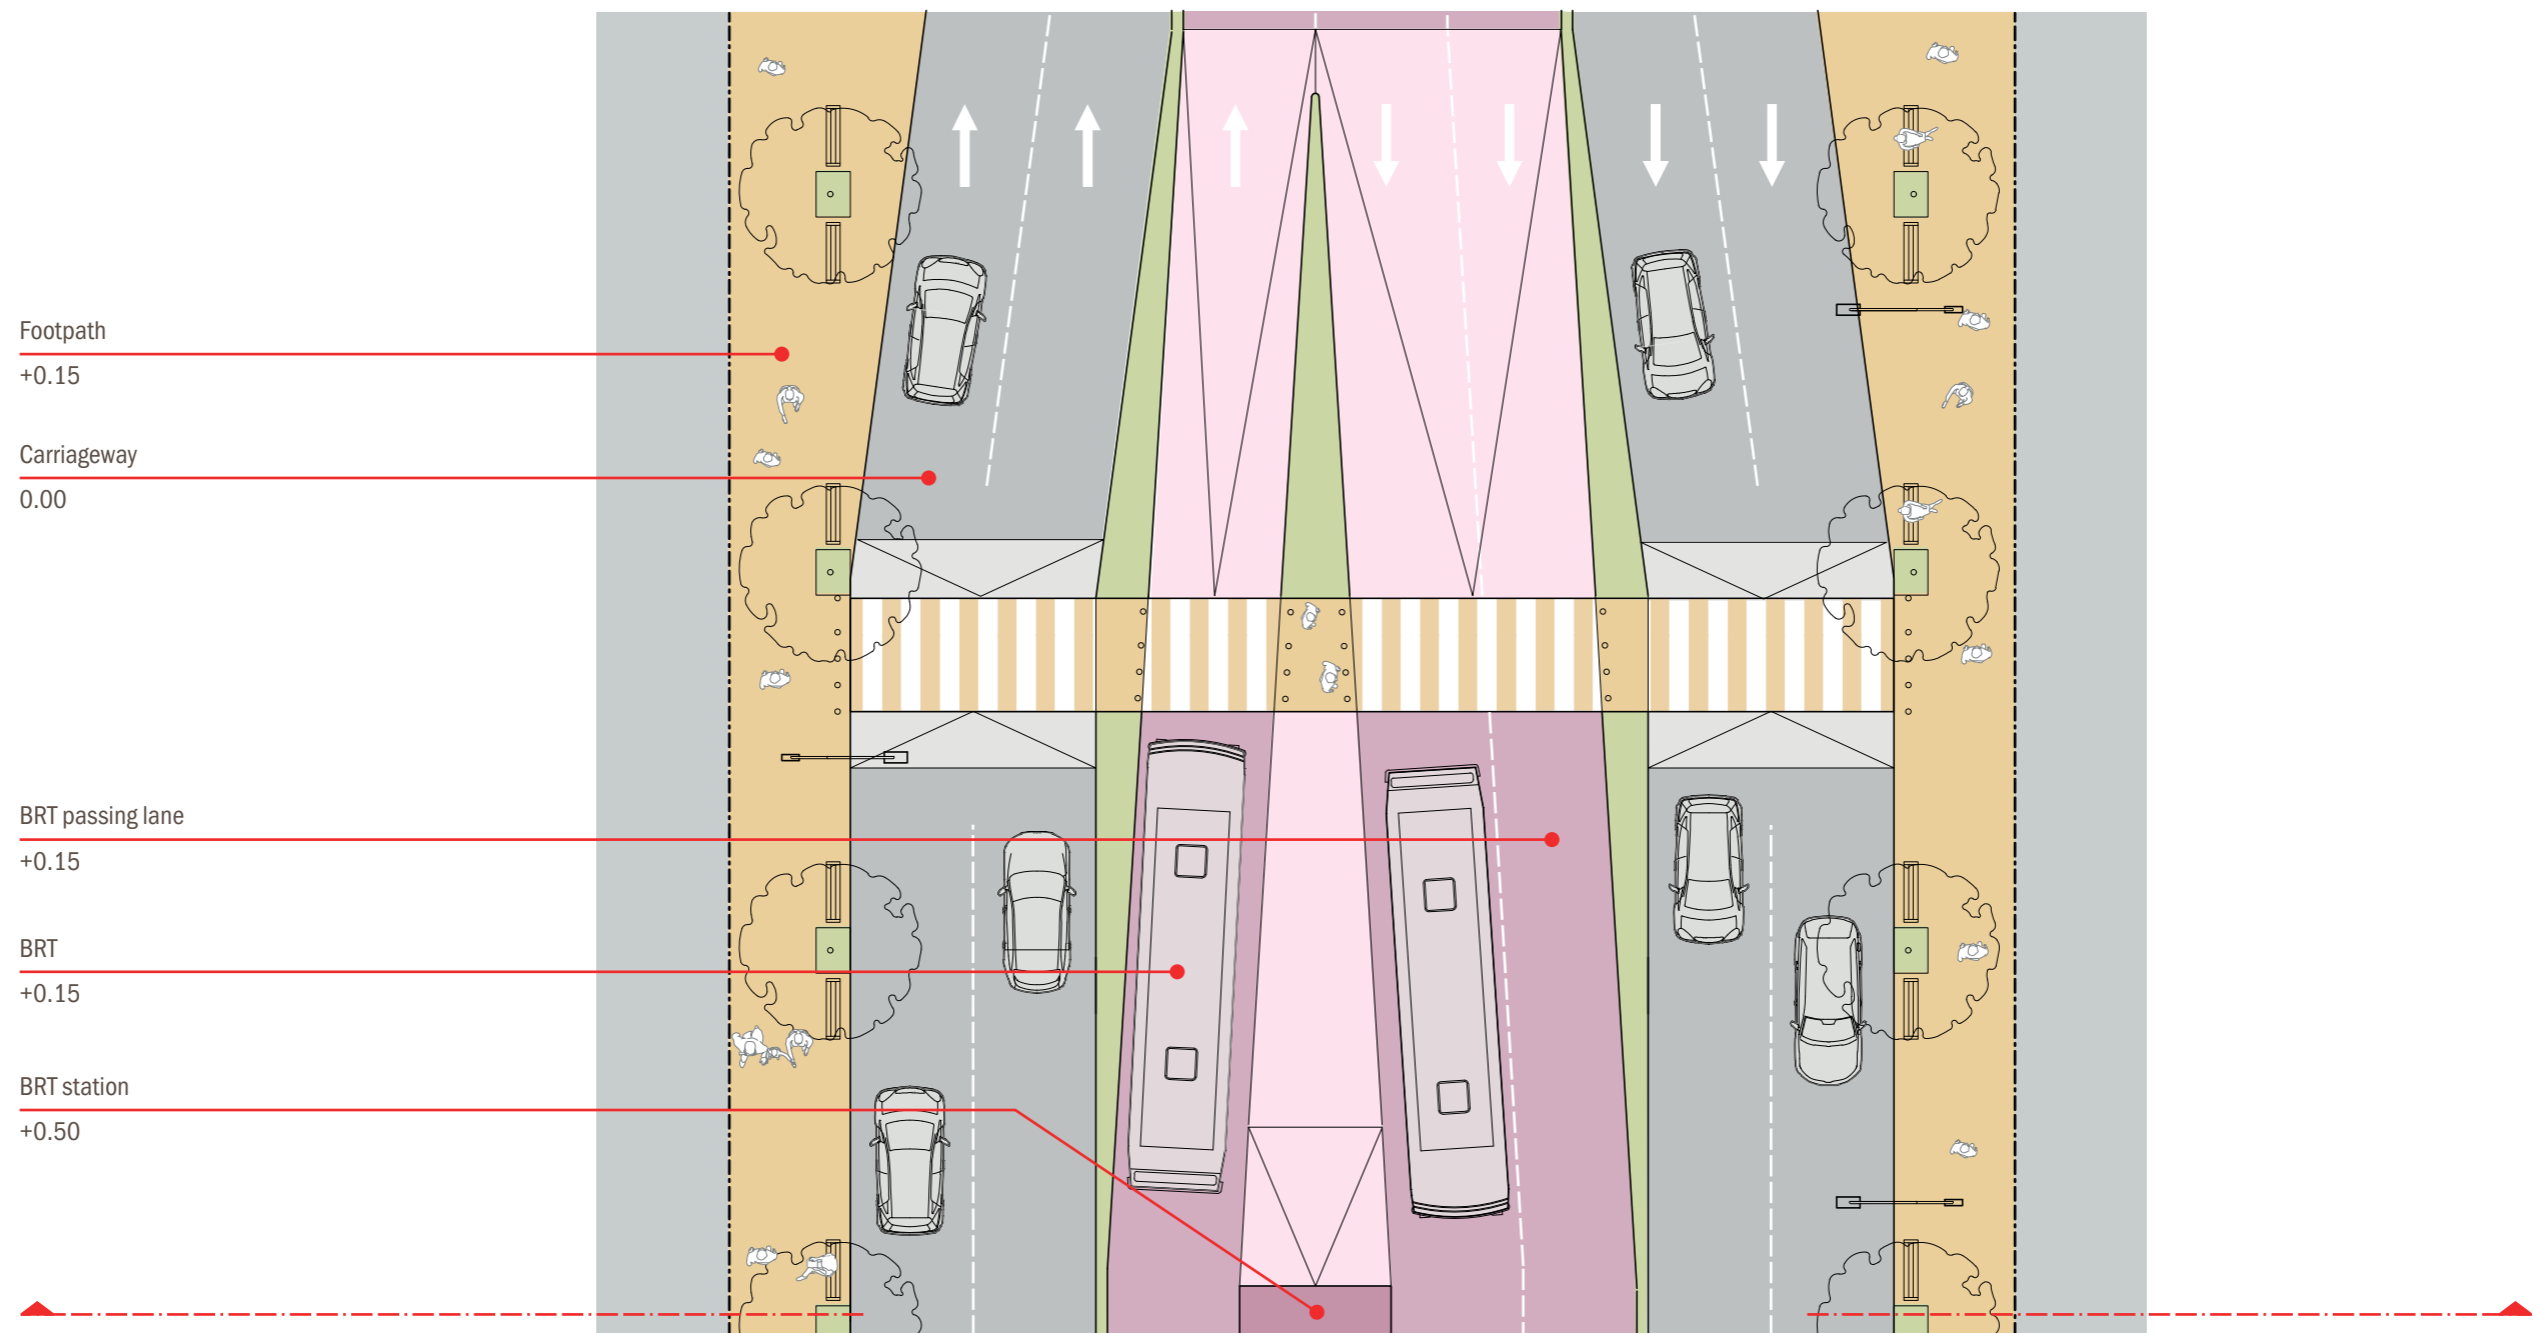 Footpath
+0.15
Carriageway
0.00
BRT passing lane
+0.15
BRT
+0.15
BRT station
+0.50